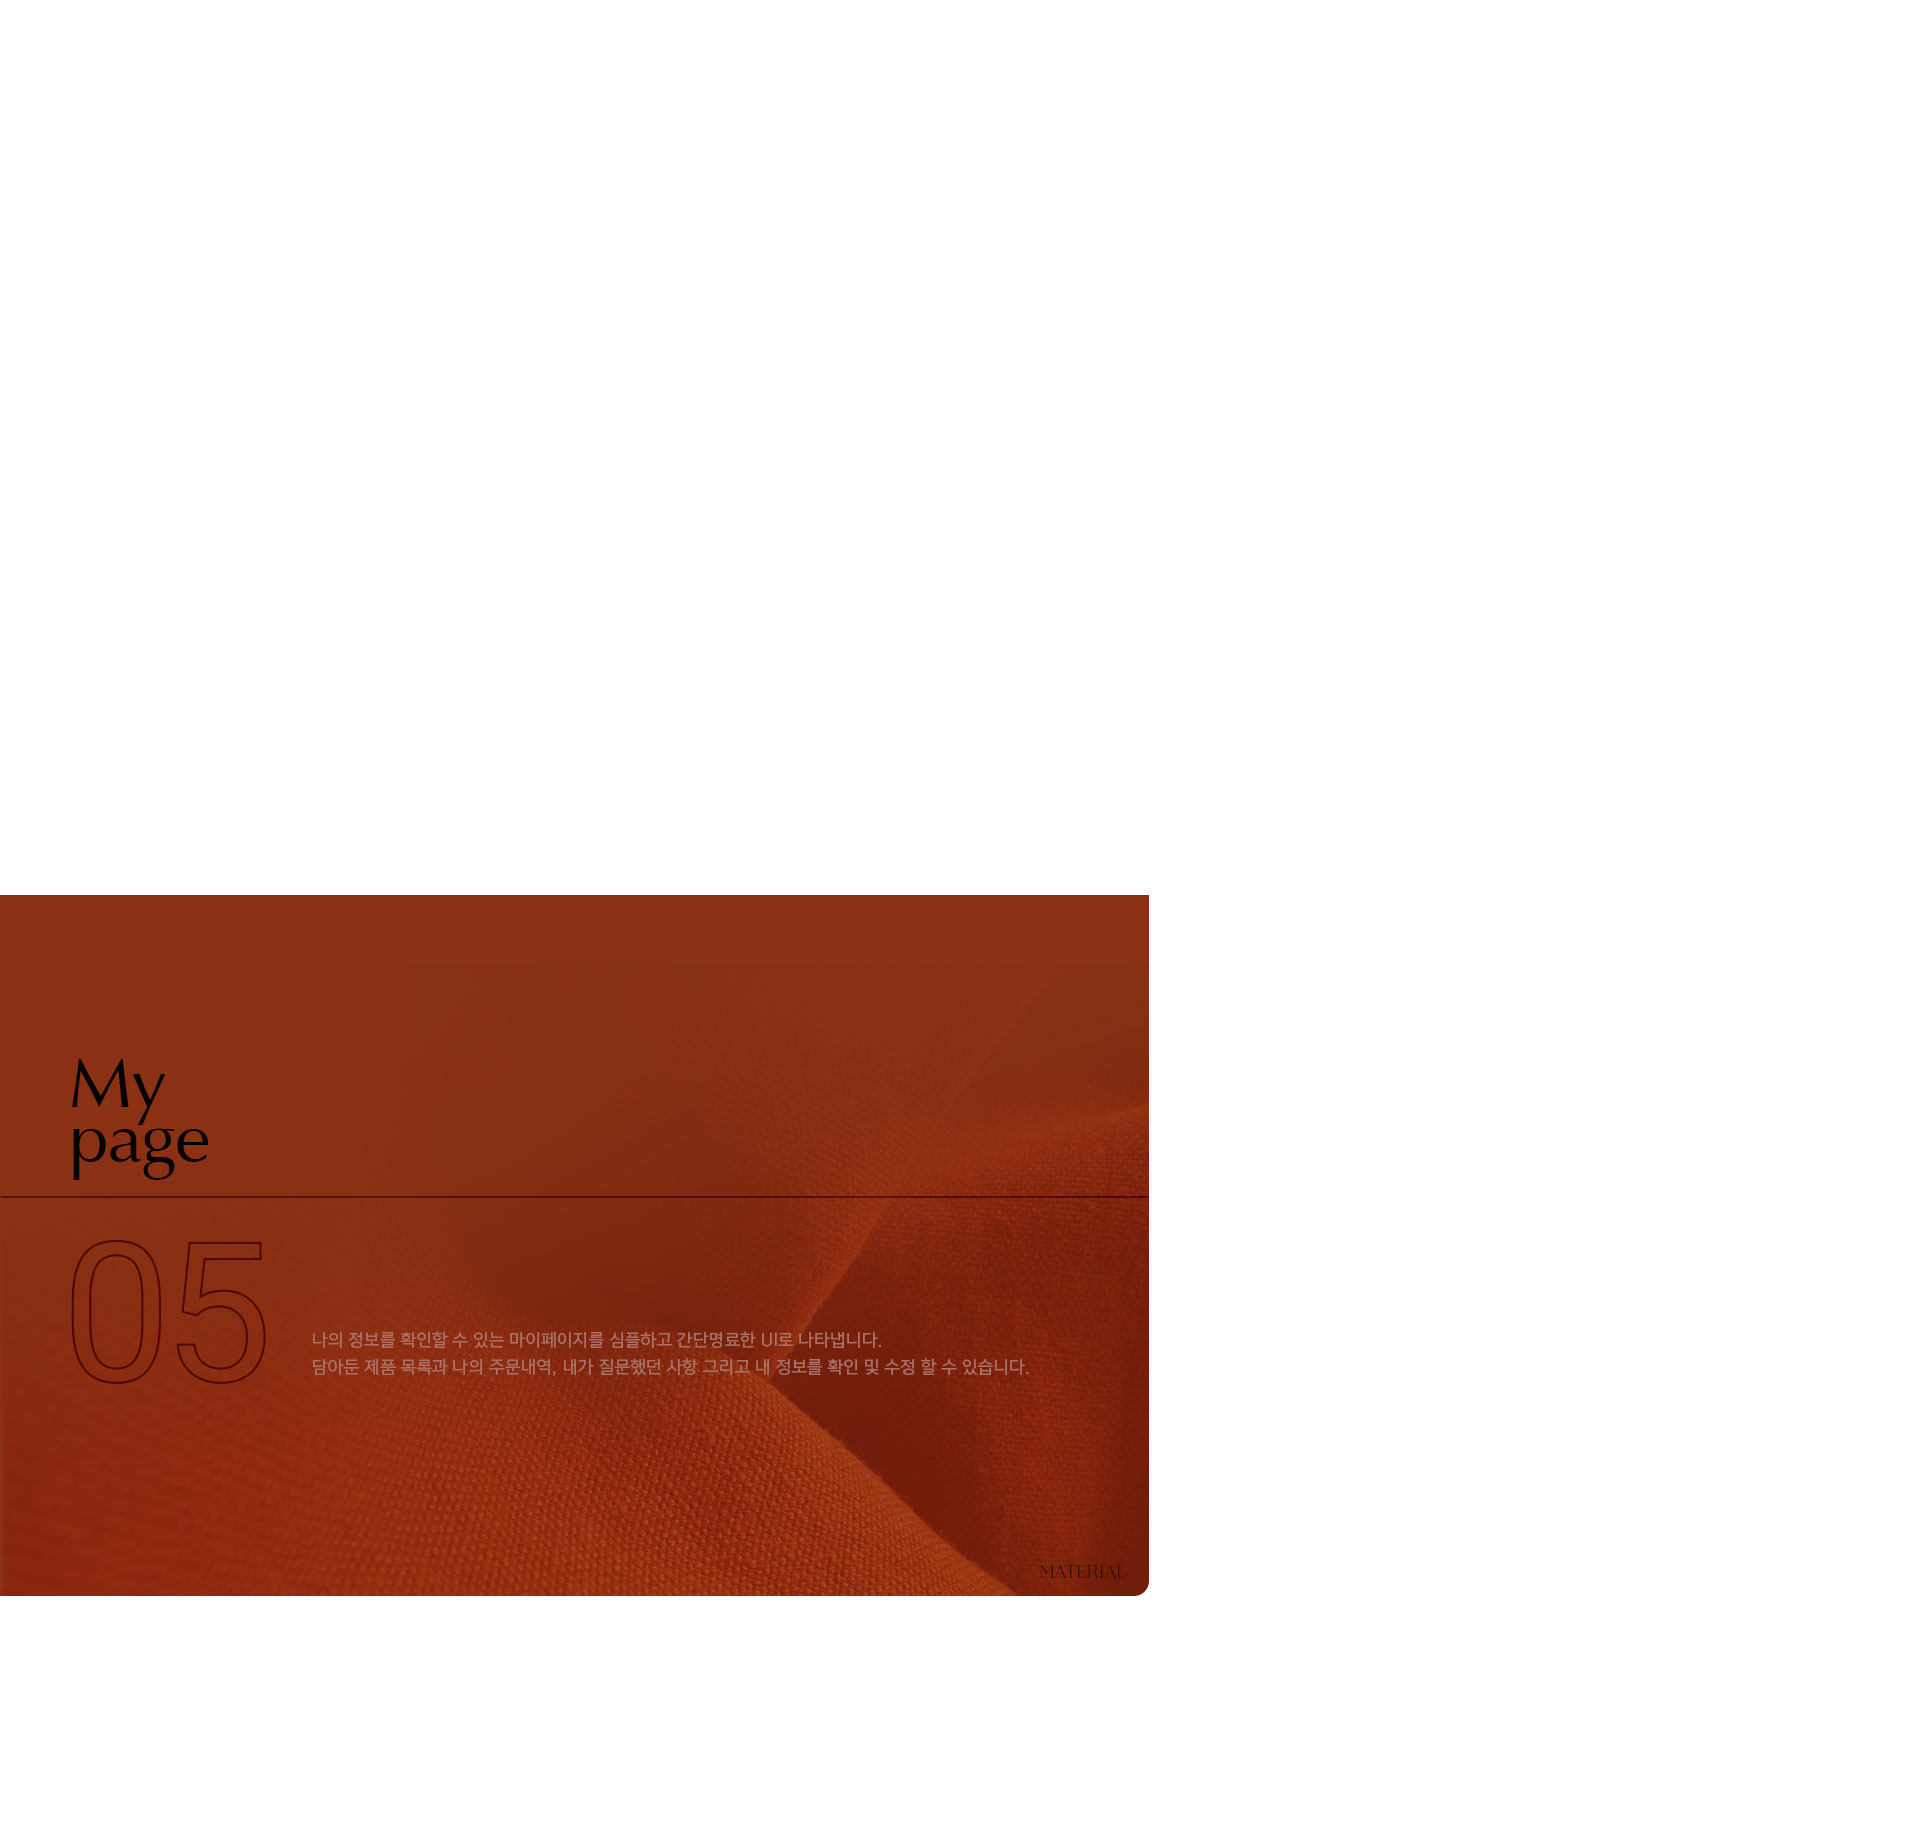 My
page
05
나의 정보를 확인할 수 있는 마이페이지를 심플하고 간단명료한 UI로 나타냅니다.
담아둔 제품 목록과 나의 주문내역, 내가 질문했던 사항 그리고 내 정보를 확인 및 수정 할 수 있습니다.
MATERIAL